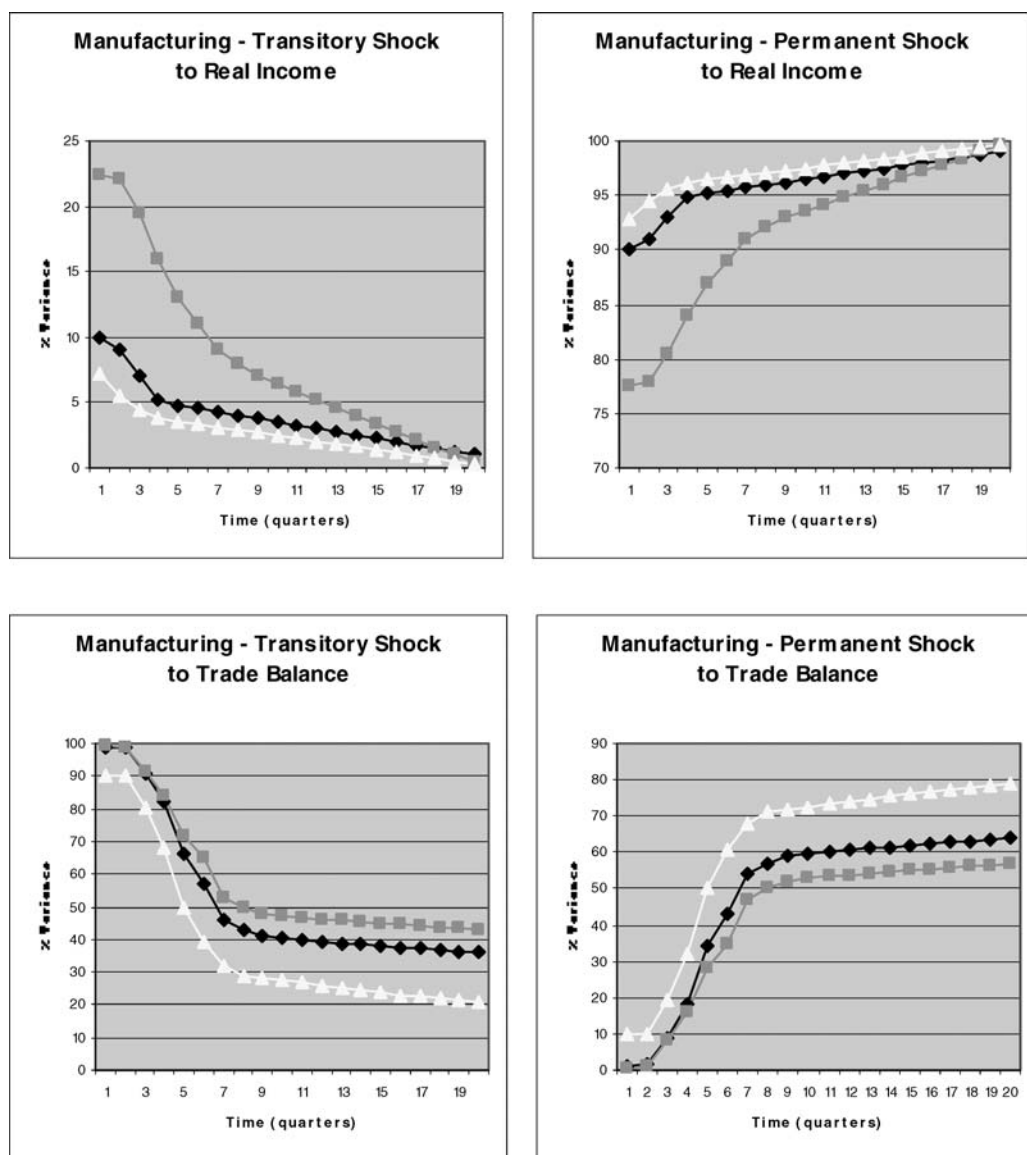 Manufacturing - Transitory Shock
to Real Income
25
20
15
10
5
0
% Variance
1 3 5 7 9 11 13 15 17 19
Time (quarters)
Manufacturing - Permanent Shock
to Real Income
100
95
90
85
80
75
70
% Variance
1 3 5 7 9 11 13 15 17 19
Time (quarters)
Manufacturing - Transitory Shock
to Trade Balance
100
90
80
70
60
50
40
30
20
10
0
% Variance
1 3 5 7 9 11 13 15 17 19
Time (quarters)
Manufacturing - Permanent Shock
to Trade Balance
90
80
70
60
50
40
30
20
10
0
% Variance
1 2 3 4 5 6 7 8 9 10 11 12 13 14 15 16 17 18 19 20
Time (quarters)